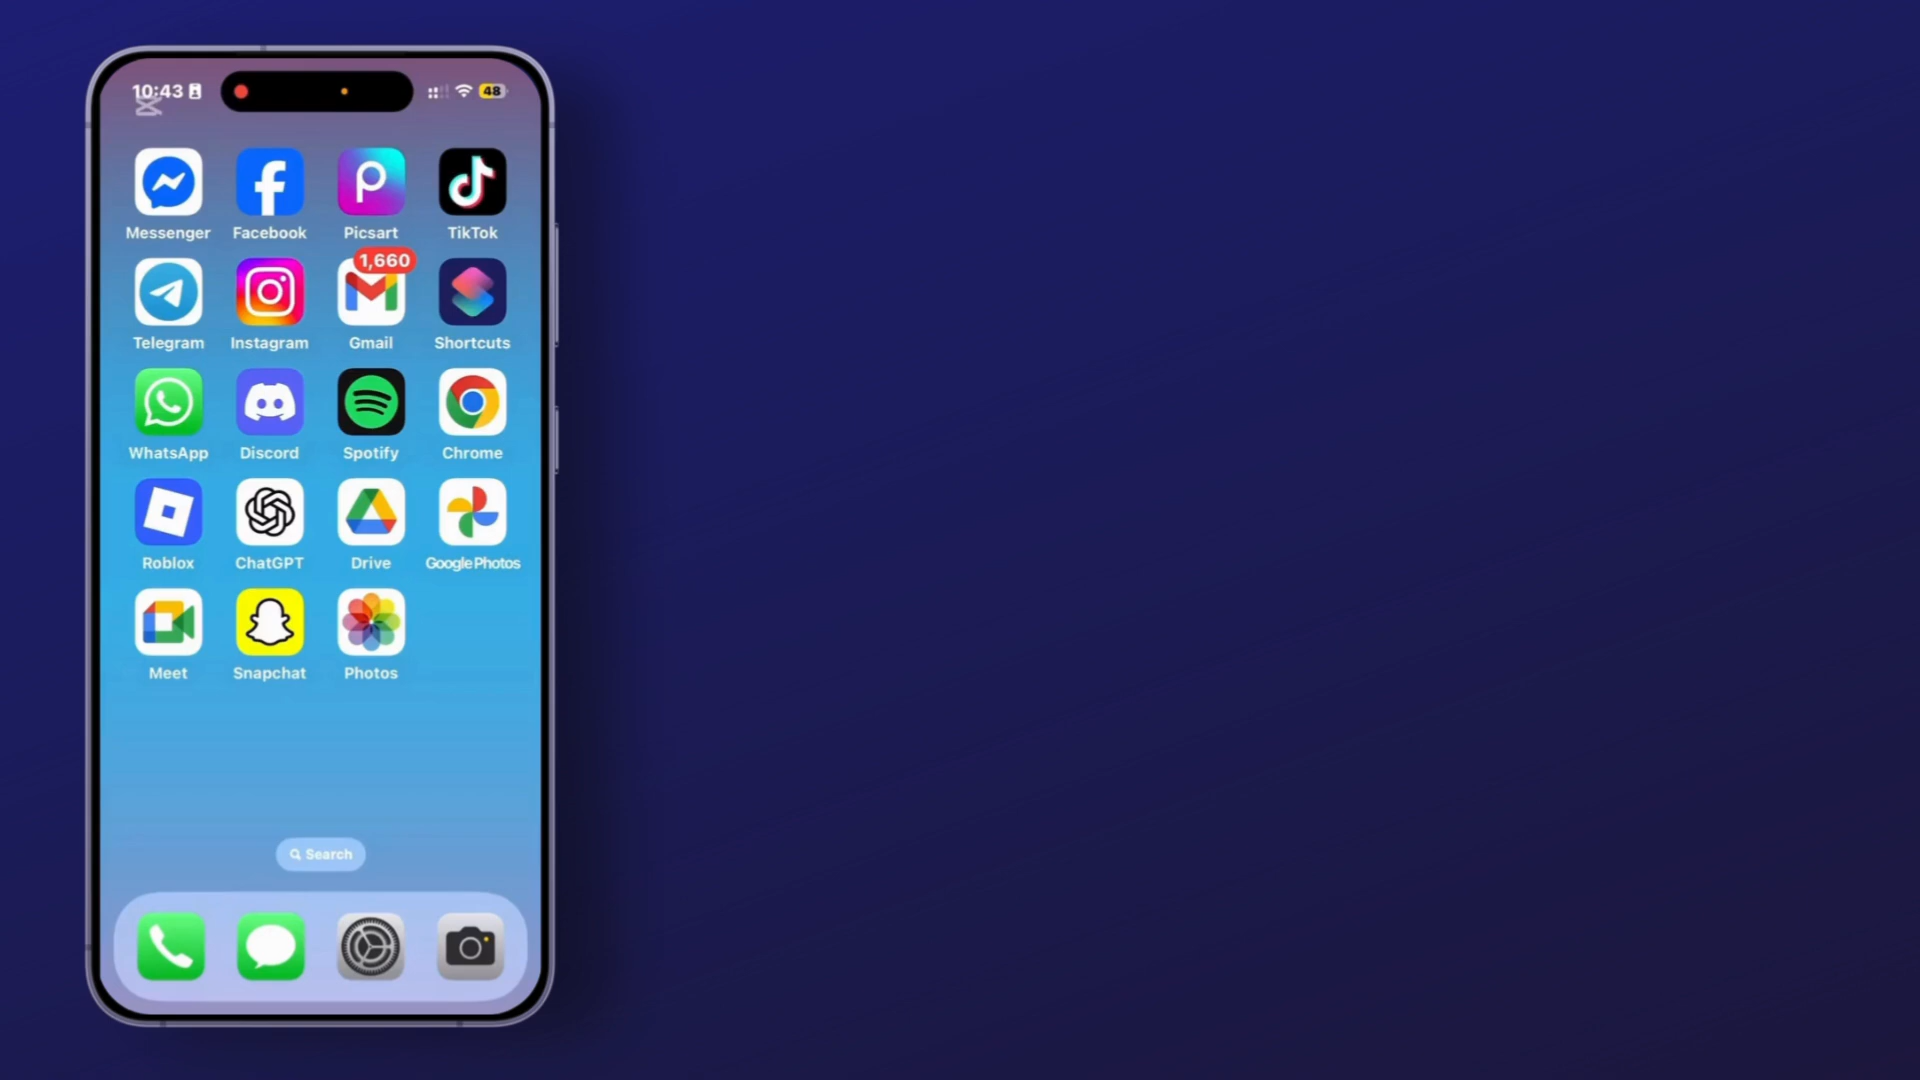 10:43
48
Messenger Facebook Picsart TikTok
1,660
Telegram Instagram Gmail Shortcuts
WhatsApp Discord Spotify Chrome
Roblox ChatGPT Drive Google Photos
Meet Snapchat Photos
Search